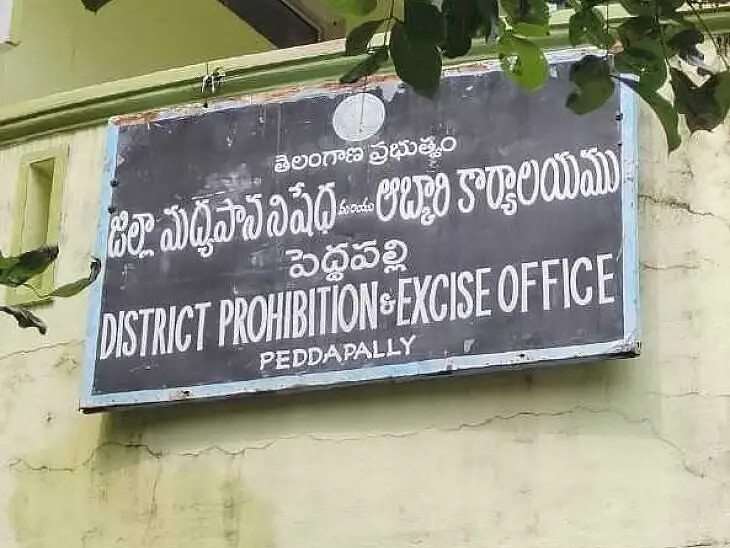 తెలంగాణ ప్రభుత్వం
జిల్లా మద్యపాన నిషేధ మరియు ఆబ్కారి కార్యాలయము
పెద్దపల్లి
DISTRICT PROHIBITION & EXCISE OFFICE
PEDDAPALLY